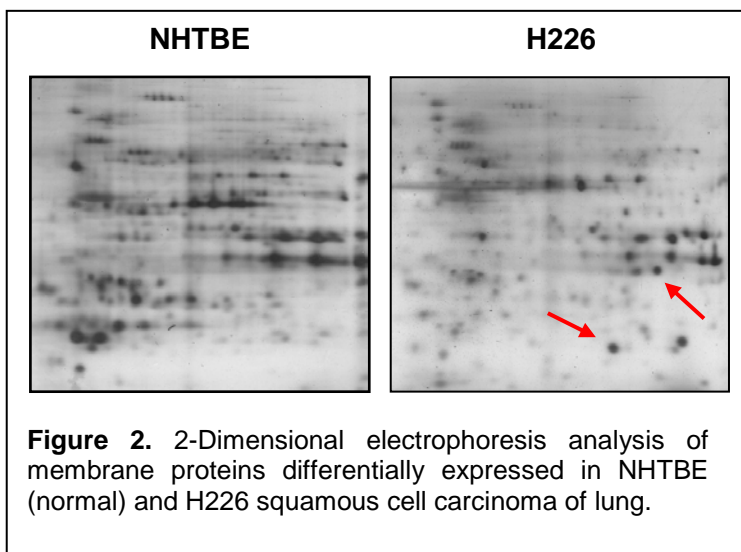 NHTBE H226
Figure 2. 2-Dimensional electrophoresis analysis of
membrane proteins differentially expressed in NHTBE
(normal) and H226 squamous cell carcinoma of lung.